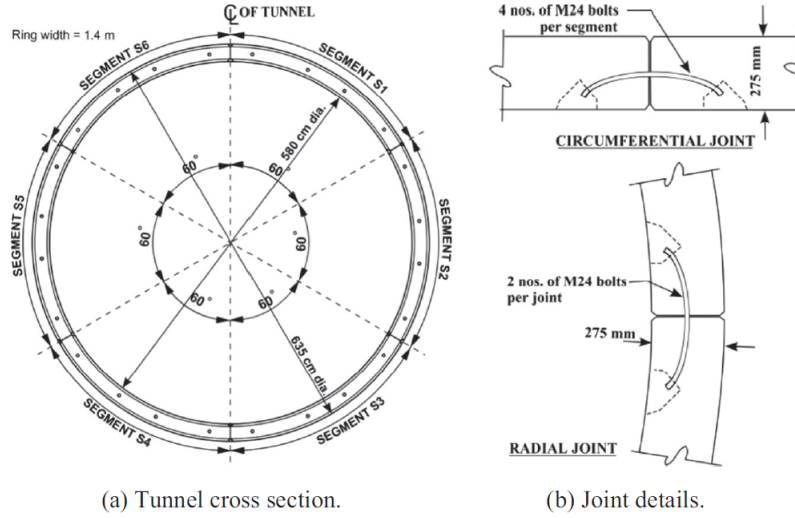 ℄ OF TUNNEL
Ring width = 1.4 m
SEGMENT S6
SEGMENT S1
580 cm dia.
60°
60°
SEGMENT S5
60°
60°
SEGMENT S2
60°
60°
635 cm dia.
SEGMENT S4
SEGMENT S3
(a) Tunnel cross section.
4 nos. of M24 bolts
per segment
275 mm
CIRCUMFERENTIAL JOINT
2 nos. of M24 bolts
per joint
275 mm
RADIAL JOINT
(b) Joint details.